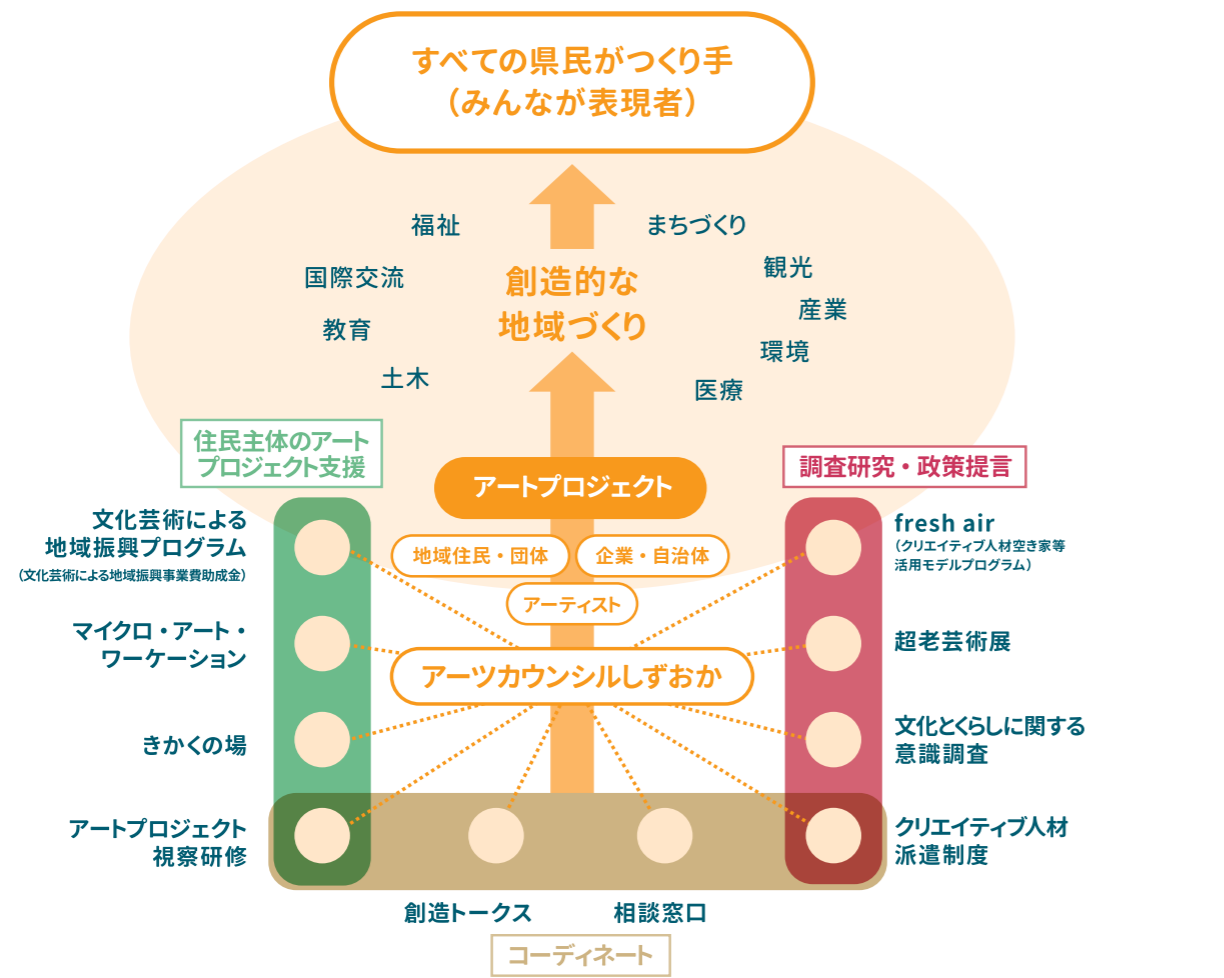 すべての県民がつくり手
（みんなが表現者）
福祉
まちづくり
国際交流
創造的な
地域づくり
観光
教育
産業
土木
環境
医療
住民主体のアート
プロジェクト支援
アートプロジェクト
調査研究・政策提言
文化芸術による
地域振興プログラム
（文化芸術による地域振興事業費助成金）
地域住民・団体
企業・自治体
アーティスト
fresh air
（クリエイティブ人材空き家等
活用モデルプログラム）
マイクロ・アート・
ワーケーション
アーツカウンシルしずおか
超老芸術展
きかくの場
文化とくらしに関する
意識調査
アートプロジェクト
視察研修
クリエイティブ人材
派遣制度
創造トークス
相談窓口
コーディネート